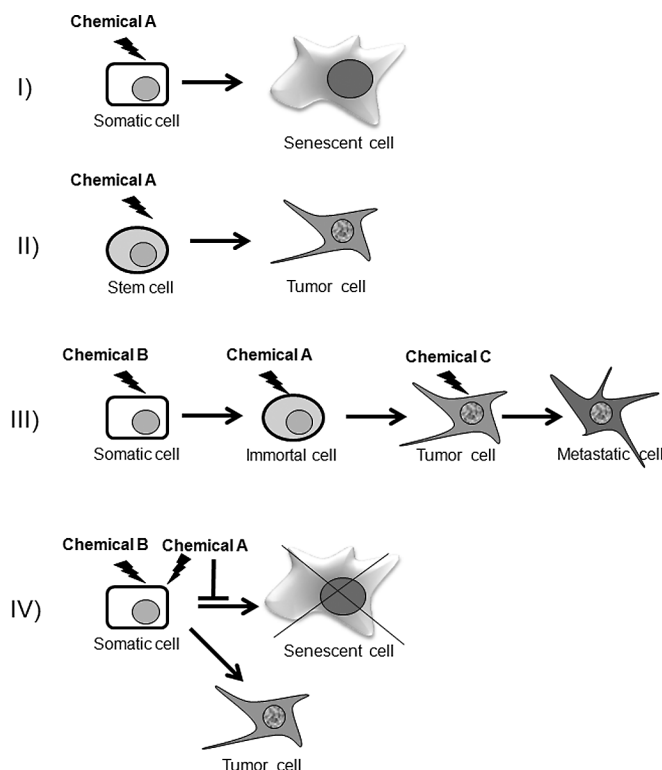 Chemical A
I)
Somatic cell
Senescent cell
Chemical A
II)
Stem cell
Tumor cell
Chemical B
Chemical A
Chemical C
III)
Somatic cell
Immortal cell
Tumor cell
Metastatic cell
Chemical B
Chemical A
IV)
Somatic cell
Senescent cell
Tumor cell